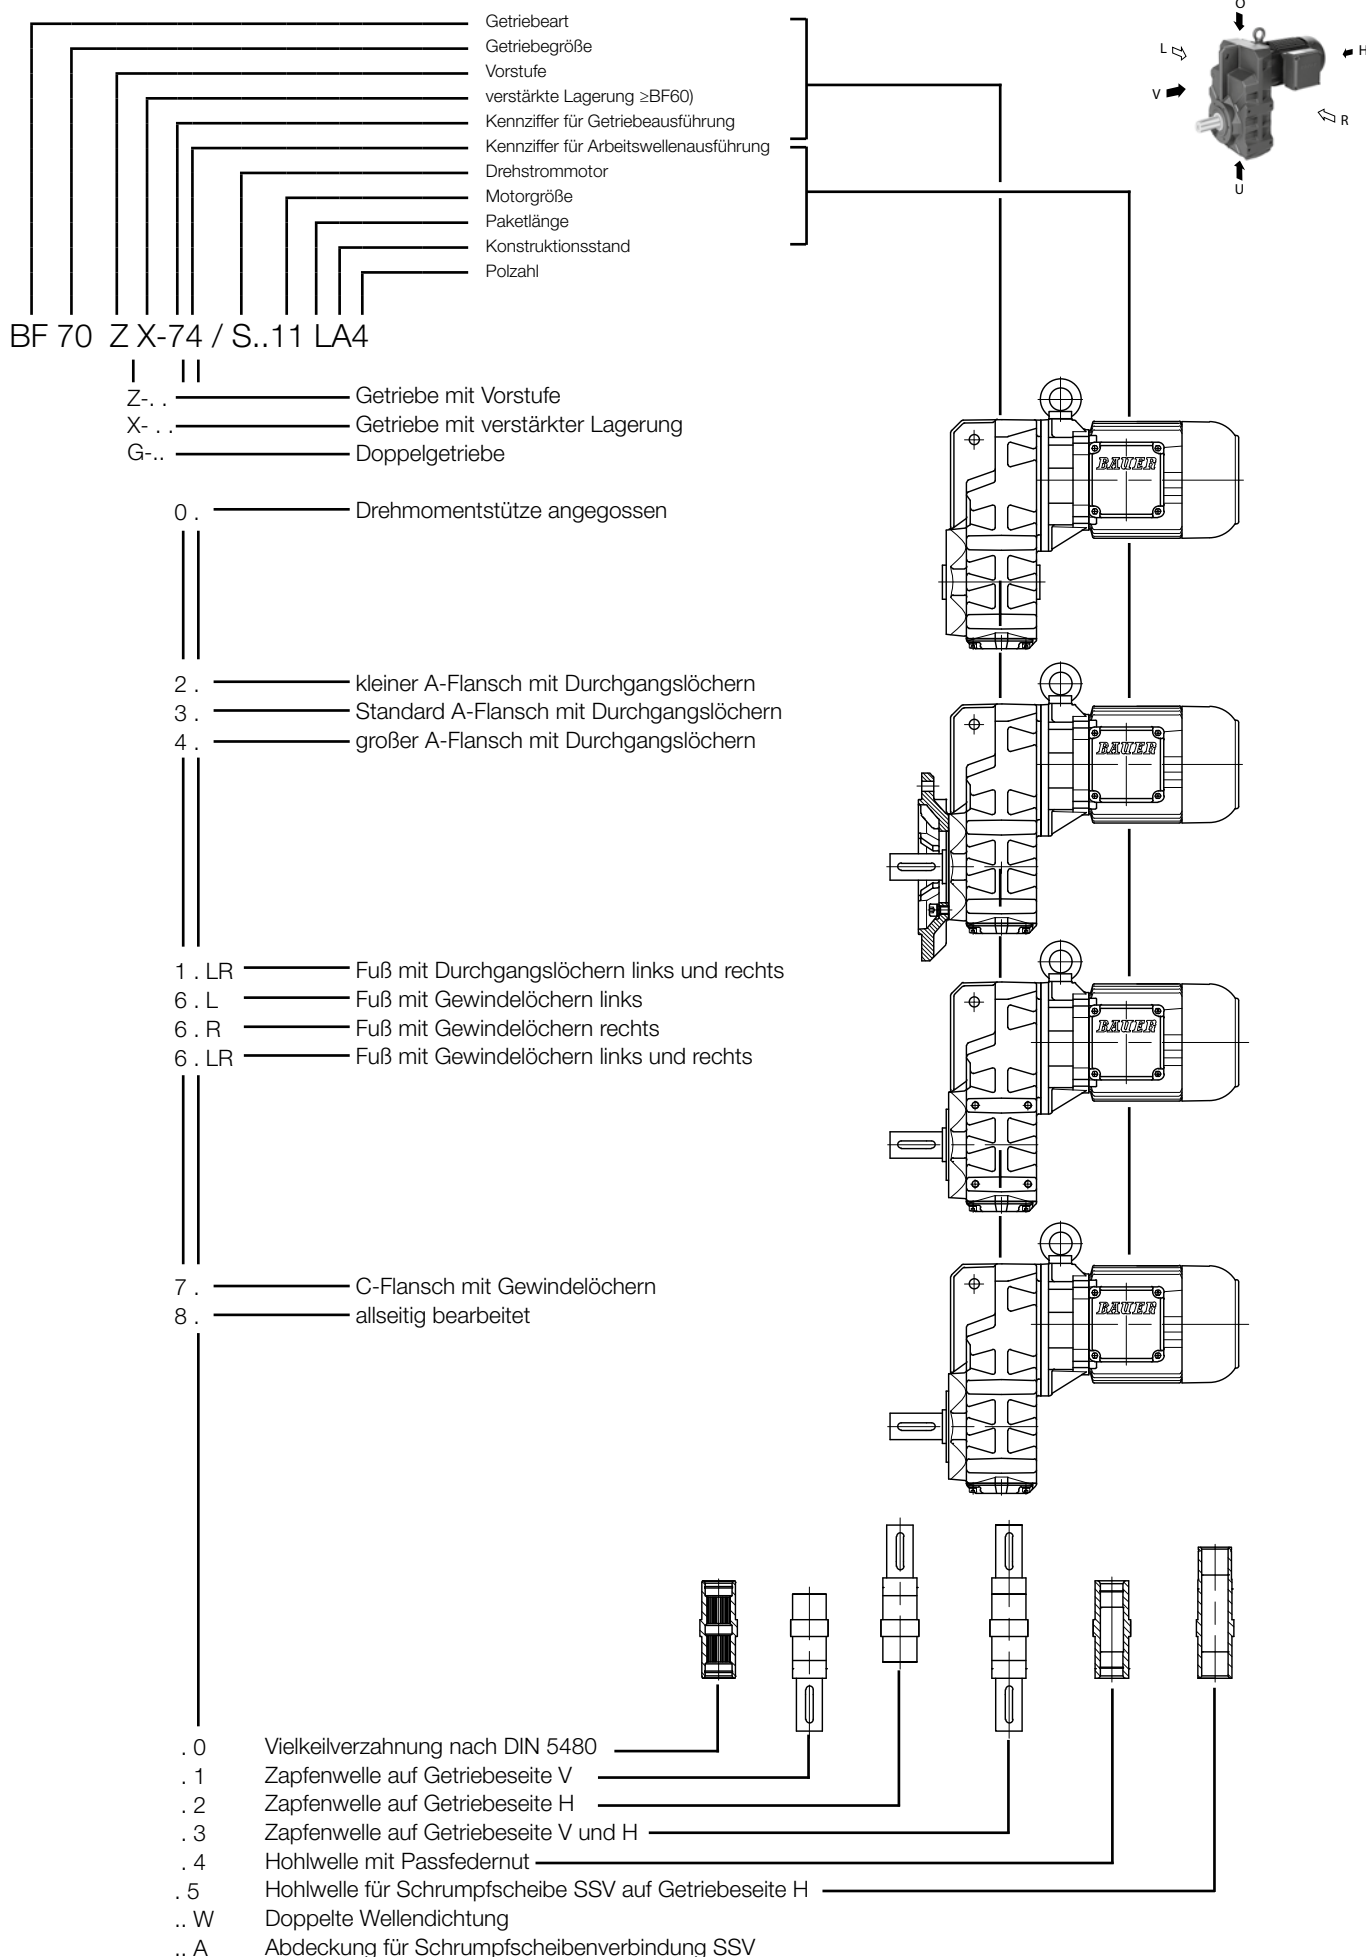 Getriebeart
Getriebegröße
Vorstufe
verstärkte Lagerung ≥BF60)
Kennziffer für Getriebeausführung
Kennziffer für Arbeitswellenausführung
Drehstrommotor
Motorgröße
Paketlänge
Konstruktionsstand
Polzahl
O
L
H
V
R
U
BF 70 Z X-74 / S..11 LA4
Z-. . Getriebe mit Vorstufe
X- . . Getriebe mit verstärkter Lagerung
G-.. Doppelgetriebe
0 . Drehmomentstütze angegossen
BAUER
2 . kleiner A-Flansch mit Durchgangslöchern
3 . Standard A-Flansch mit Durchgangslöchern
4 . großer A-Flansch mit Durchgangslöchern
BAUER
1 . LR Fuß mit Durchgangslöchern links und rechts
6 . L Fuß mit Gewindelöchern links
6 . R Fuß mit Gewindelöchern rechts
6 . LR Fuß mit Gewindelöchern links und rechts
BAUER
7 . C-Flansch mit Gewindelöchern
8 . allseitig bearbeitet
BAUER
. 0 Vielkeilverzahnung nach DIN 5480
. 1 Zapfenwelle auf Getriebeseite V
. 2 Zapfenwelle auf Getriebeseite H
. 3 Zapfenwelle auf Getriebeseite V und H
. 4 Hohlwelle mit Passfedernut
. 5 Hohlwelle für Schrumpfscheibe SSV auf Getriebeseite H
.. W Doppelte Wellendichtung
.. A Abdeckung für Schrumpfscheibenverbindung SSV